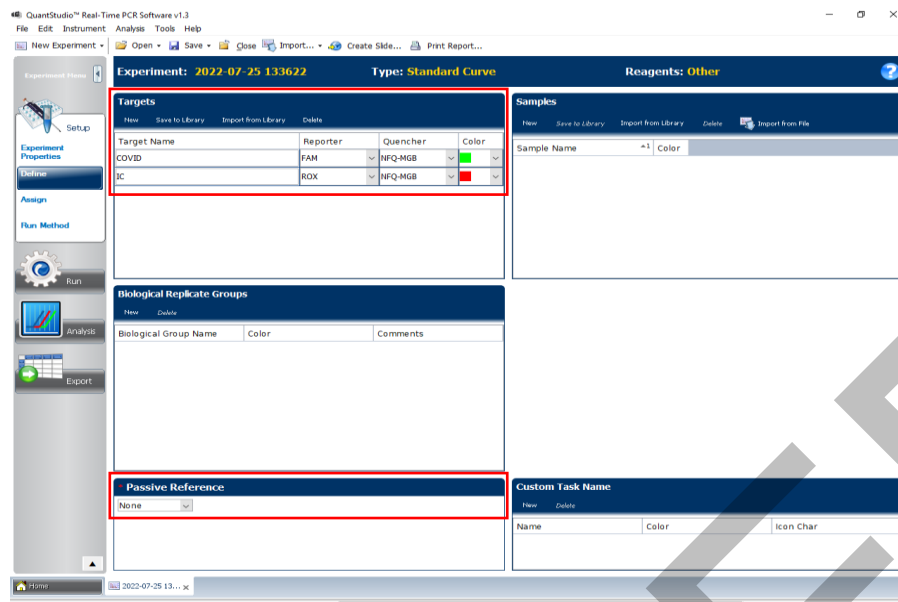 QuantStudio™ Real-Time PCR Software v1.3
File Edit Instrument Analysis Tools Help
New Experiment Open Save Close Import... Create Slide... Print Report...
Experiment Menu
Experiment: 2022-07-25 133622 Type: Standard Curve Reagents: Other
Setup
Experiment Properties
Define
Assign
Run Method
Run
Analysis
Export
Targets
New Save to Library Import from Library Delete
Target Name Reporter Quencher Color
COVID FAM NFQ-MGB
IC ROX NFQ-MGB
Samples
New Save to Library Import from Library Delete Import from File
Sample Name 1 Color
Biological Replicate Groups
New Delete
Biological Group Name Color Comments
* Passive Reference
None
Custom Task Name
New Delete
Name Color Icon Char
Home 2022-07-25 13... x